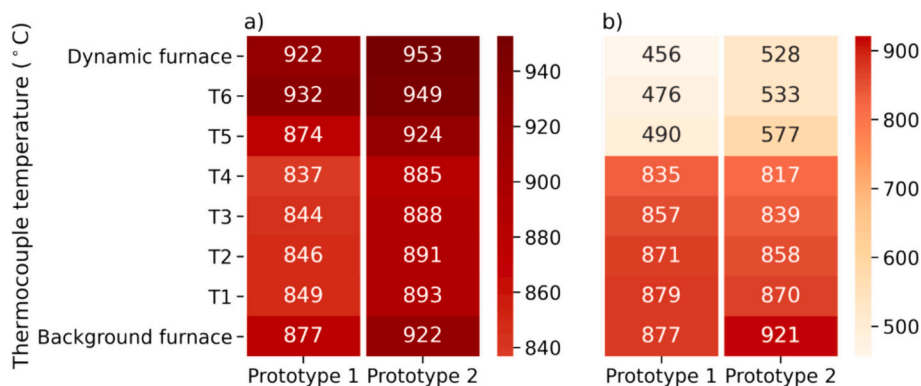 a)
b)
Thermocouple temperature (°C)
Dynamic furnace 922 953 456 528
T6 932 949 476 533
T5 874 924 490 577
T4 837 885 835 817
T3 844 888 857 839
T2 846 891 871 858
T1 849 893 879 870
Background furnace 877 922 877 921
Prototype 1 Prototype 2 Prototype 1 Prototype 2
940
920
900
880
860
840
900
800
700
600
500